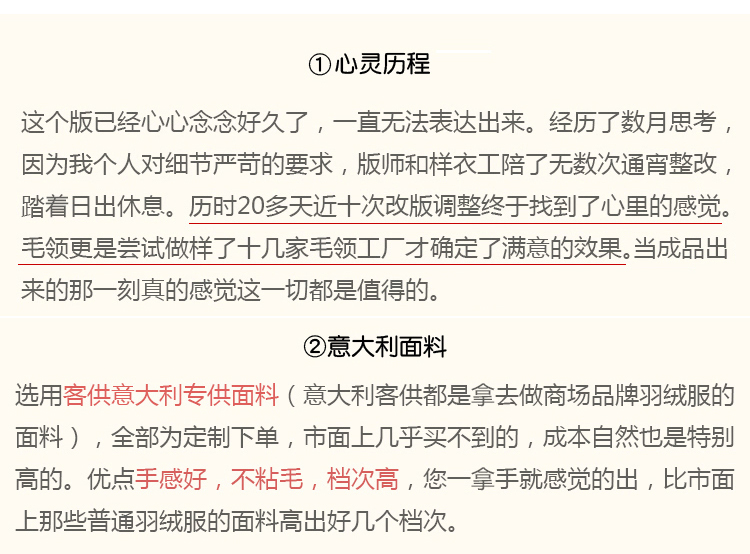 ①心灵历程
这个版已经心心念念好久了，一直无法表达出来。经历了数月思考，
因为我个人对细节严苛的要求，版师和样衣工陪了无数次通宵整改，
踏着日出休息。历时20多天近十次改版调整终于找到了心里的感觉。
毛领更是尝试做样了十几家毛领工厂才确定了满意的效果。当成品出
来的那一刻真的感觉这一切都是值得的。
②意大利面料
选用客供意大利专供面料（意大利客供都是拿去做商场品牌羽绒服的
面料），全部为定制下单，市面上几乎买不到的，成本自然也是特别
高的。优点手感好，不粘毛，档次高，您一拿手就感觉的出，比市面
上那些普通羽绒服的面料高出好几个档次。